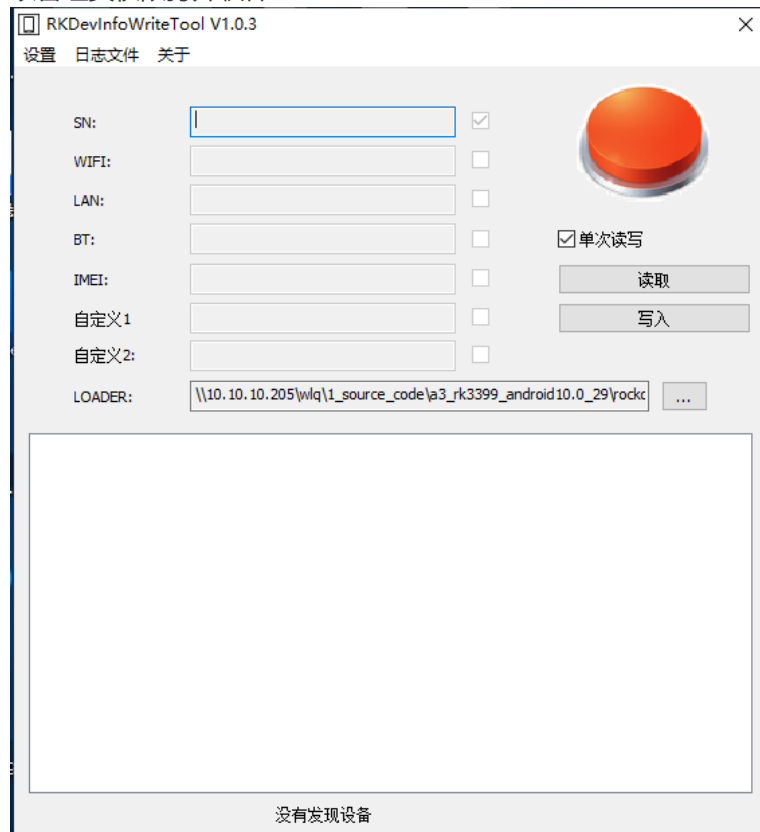 RKDevInfoWriteTool V1.0.3
设置 日志文件 关于
SN:
WIFI:
LAN:
BT:
单次读写
IMEI:
读取
自定义1
写入
自定义2:
LOADER: \\10.10.10.205\wlq\1_source_code\a3_rk3399_android10.0_29\rockc ...
没有发现设备